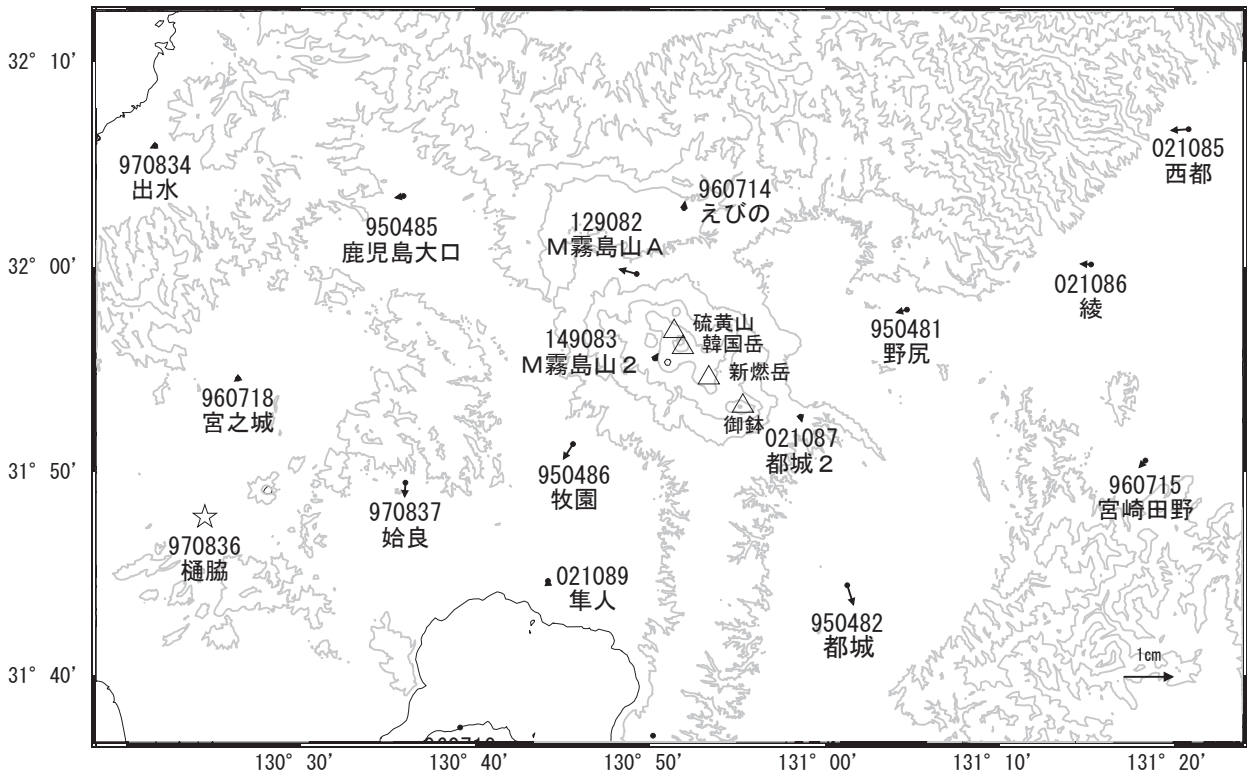 32° 10'
021085
西都
970834
出水
960714
えびの
950485
鹿児島大口
129082
M霧島山A
32° 00'
021086
綾
950481
野尻
硫黄山
韓国岳
149083
M霧島山2
新燃岳
960718
宮之城
御鉢
021087
都城2
31° 50'
950486
牧園
960715
宮崎田野
970837
姶良
970836
樋脇
021089
隼人
950482
都城
1cm
31° 40'
130° 30' 130° 40' 130° 50' 131° 00' 131° 10' 131° 20'